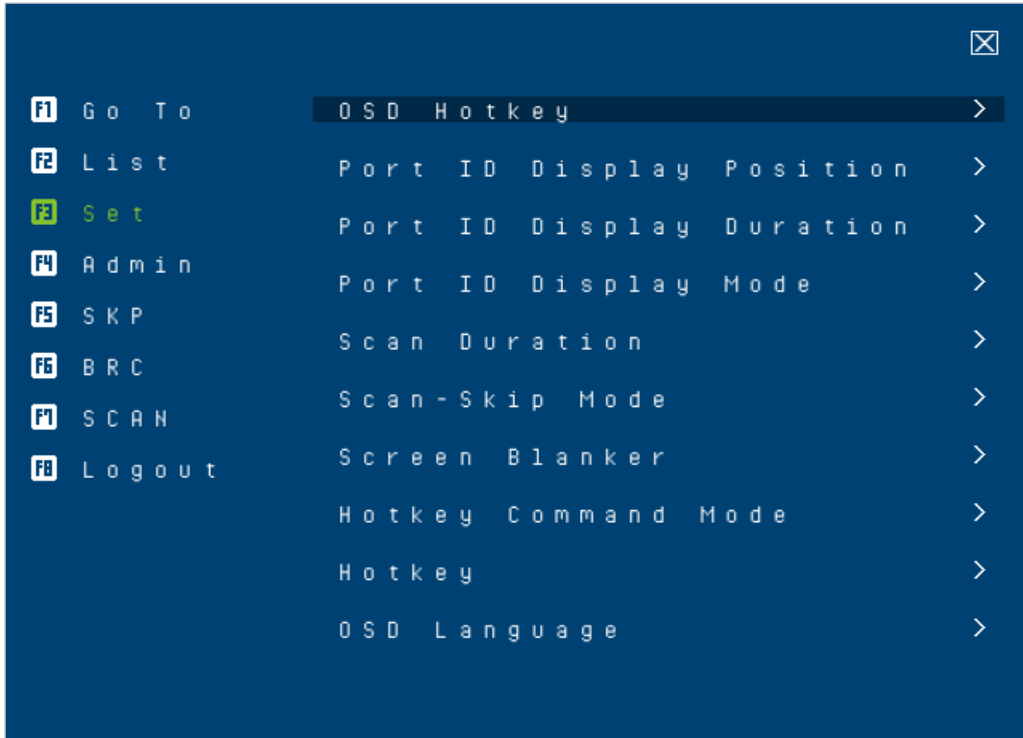 F1 Go To
F2 List
F3 Set
F4 Admin
F5 SKP
F6 BRC
F7 SCAN
F8 Logout
OSD Hotkey >
Port ID Display Position >
Port ID Display Duration >
Port ID Display Mode >
Scan Duration >
Scan-Skip Mode >
Screen Blanker >
Hotkey Command Mode >
Hotkey >
OSD Language >